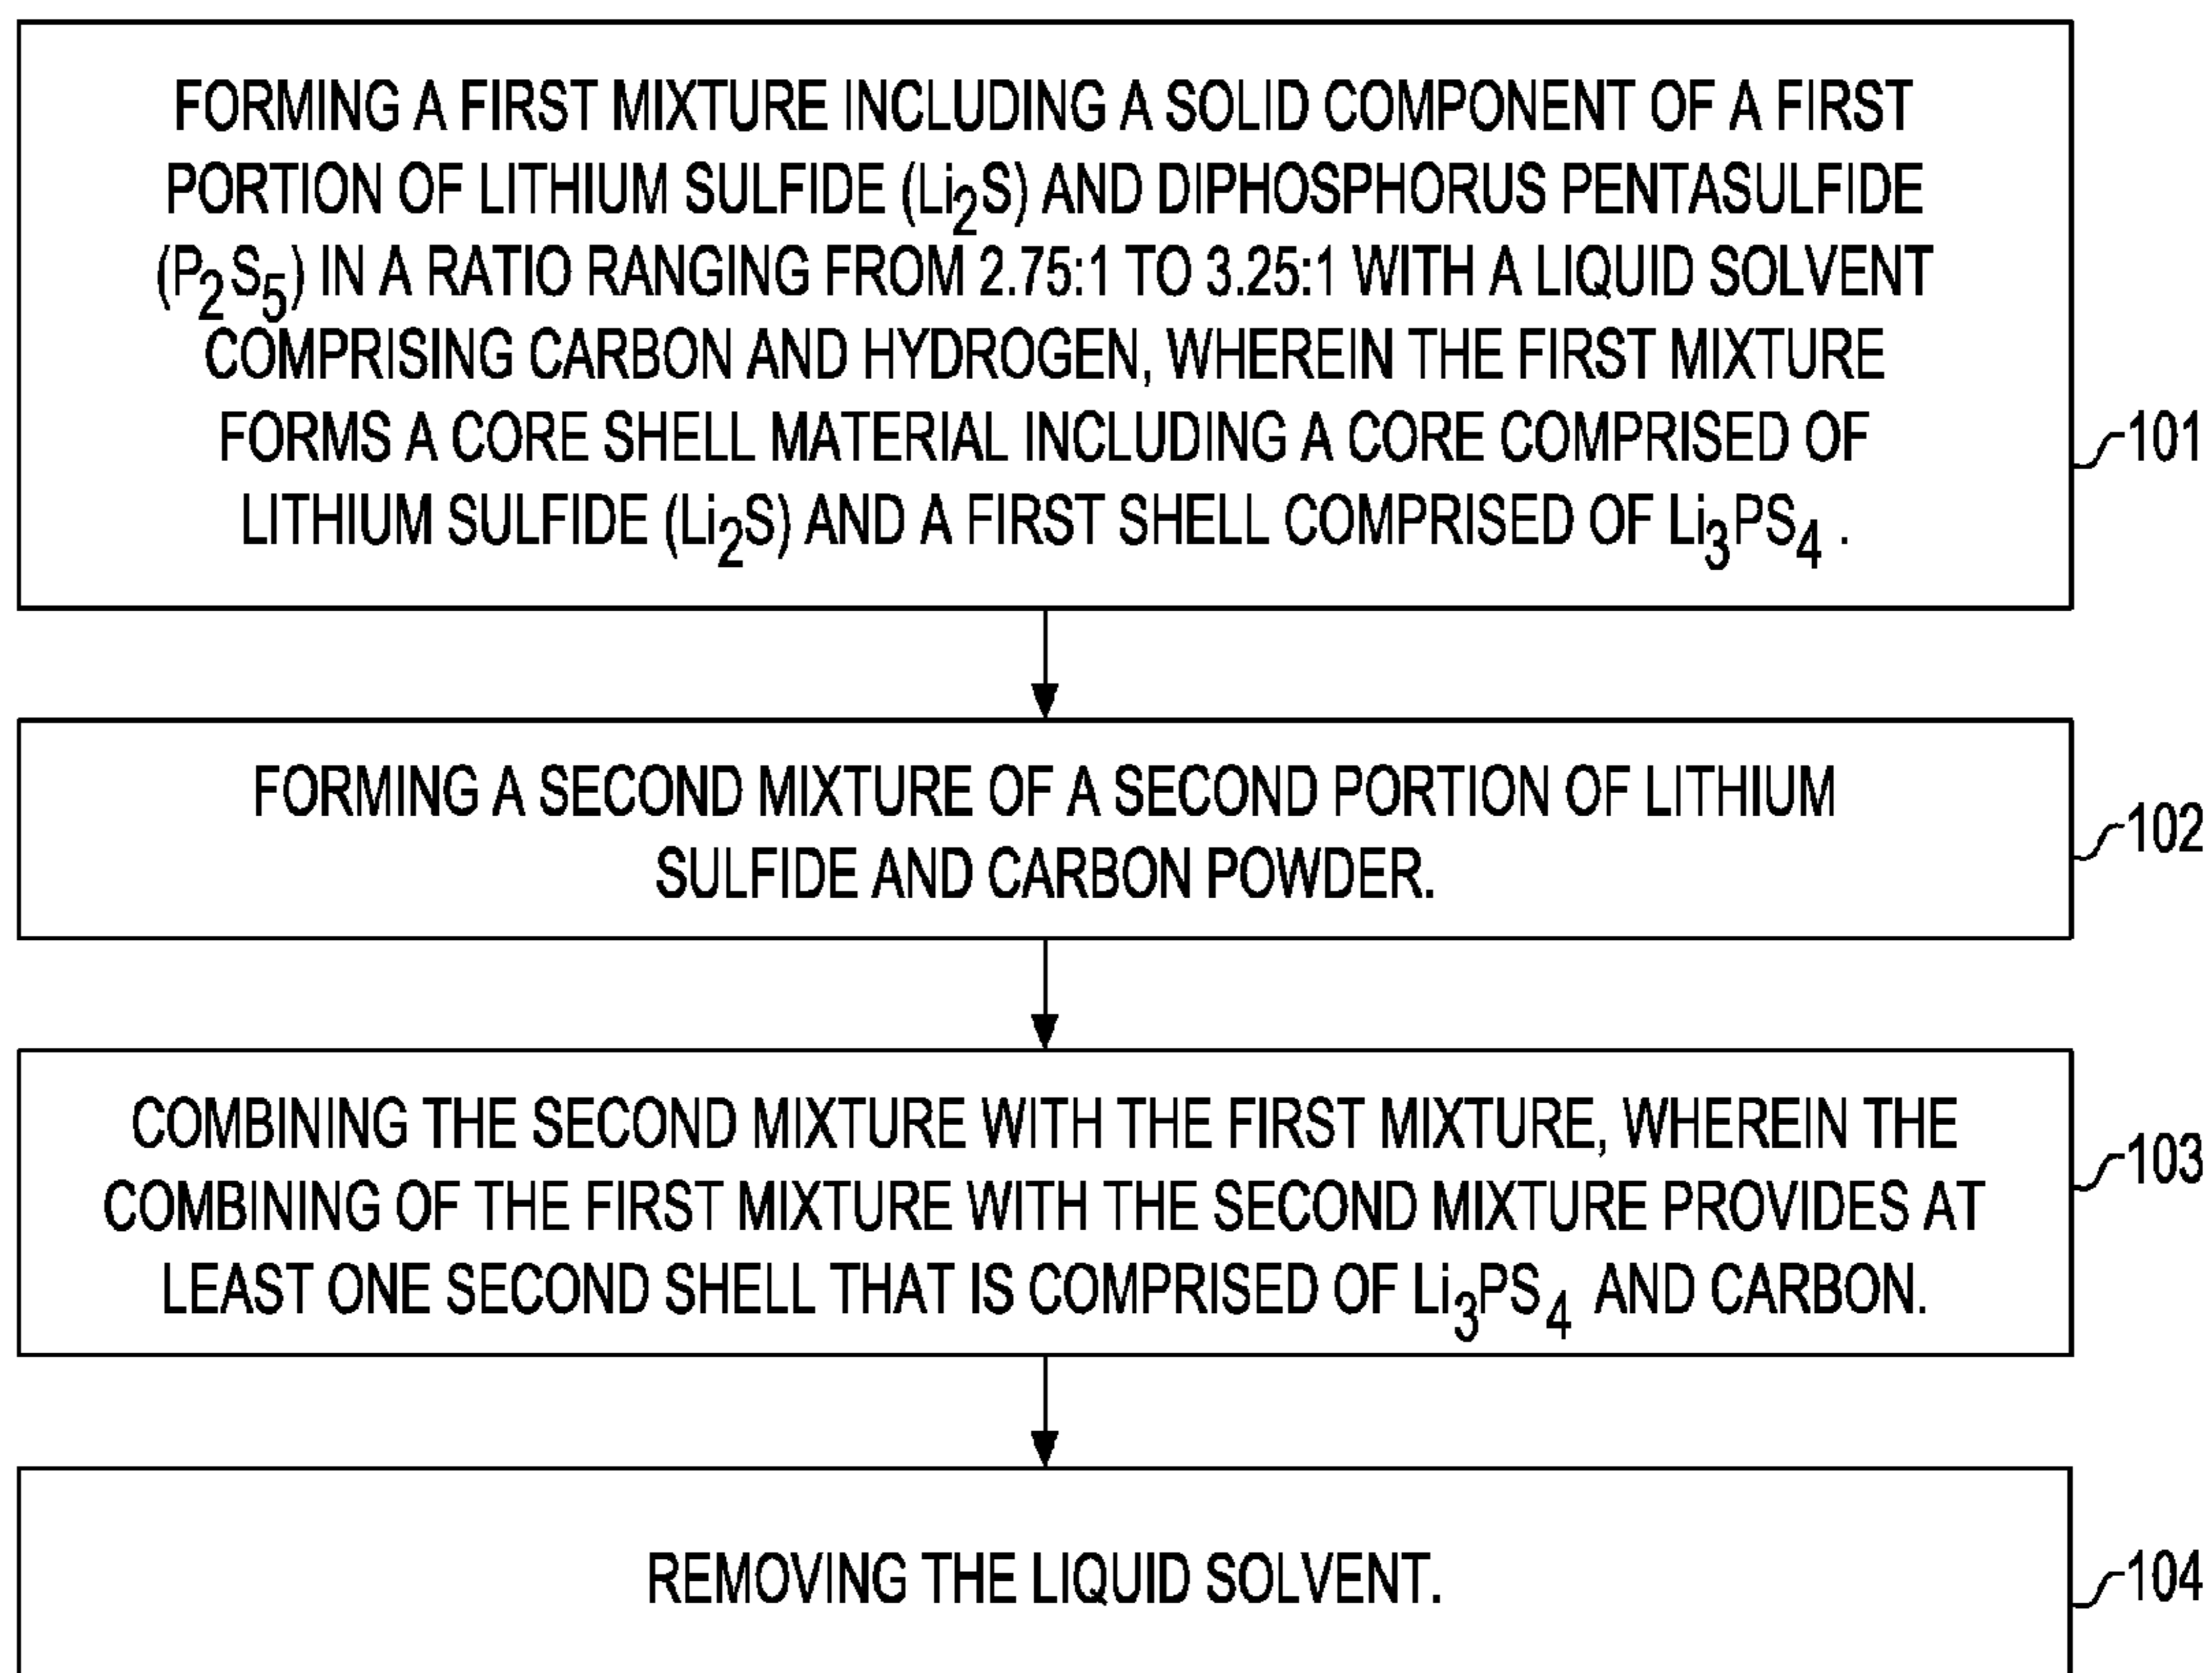 FORMING A FIRST MIXTURE INCLUDING A SOLID COMPONENT OF A FIRST
PORTION OF LITHIUM SULFIDE (Li₂S) AND DIPHOSPHORUS PENTASULFIDE
(P₂S₅) IN A RATIO RANGING FROM 2.75:1 TO 3.25:1 WITH A LIQUID SOLVENT
COMPRISING CARBON AND HYDROGEN, WHEREIN THE FIRST MIXTURE
FORMS A CORE SHELL MATERIAL INCLUDING A CORE COMPRISED OF
LITHIUM SULFIDE (Li₂S) AND A FIRST SHELL COMPRISED OF Li₃PS₄ .
101
FORMING A SECOND MIXTURE OF A SECOND PORTION OF LITHIUM
SULFIDE AND CARBON POWDER.
102
COMBINING THE SECOND MIXTURE WITH THE FIRST MIXTURE, WHEREIN THE
COMBINING OF THE FIRST MIXTURE WITH THE SECOND MIXTURE PROVIDES AT
LEAST ONE SECOND SHELL THAT IS COMPRISED OF Li₃PS₄ AND CARBON.
103
REMOVING THE LIQUID SOLVENT.
104